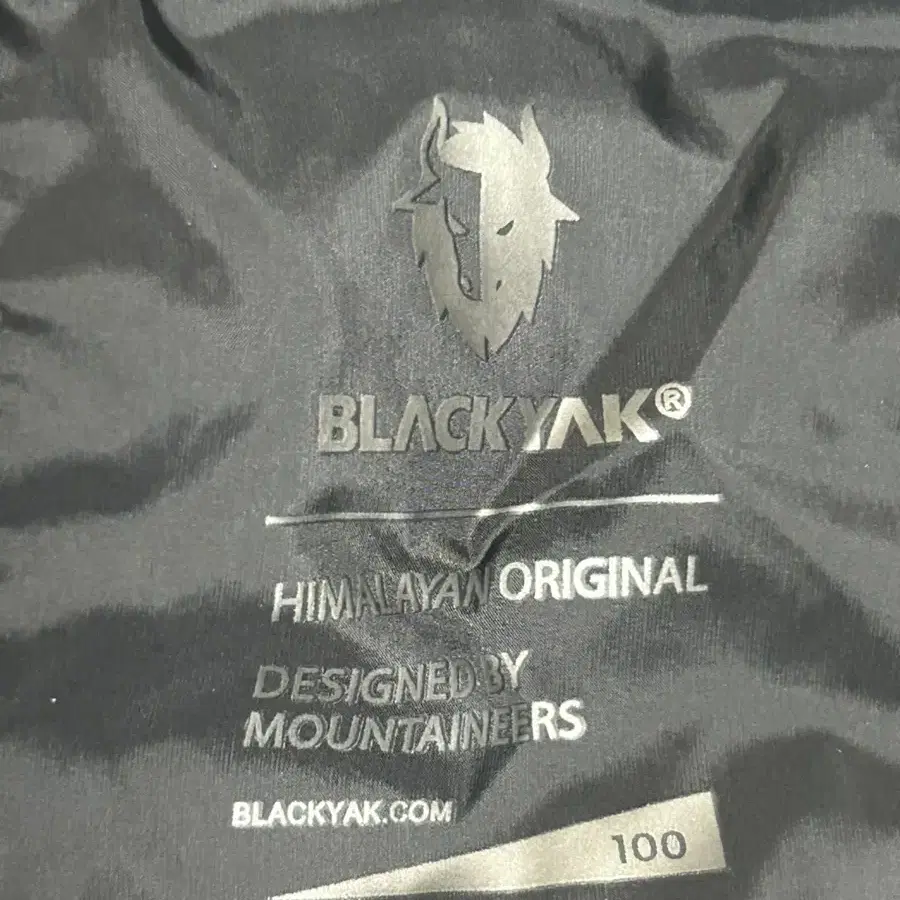 BLACKYAK®
HIMALAYAN ORIGINAL
DESIGNED BY
MOUNTAINEERS
BLACKYAK.COM
100